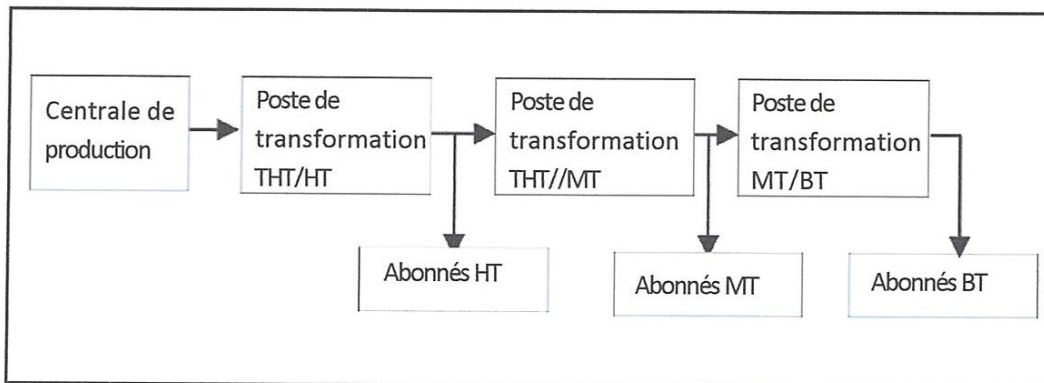 Centrale de
production
Poste de
transformation
THT/HT
Poste de
transformation
THT//MT
Poste de
transformation
MT/BT
Abonnés HT
Abonnés MT
Abonnés BT